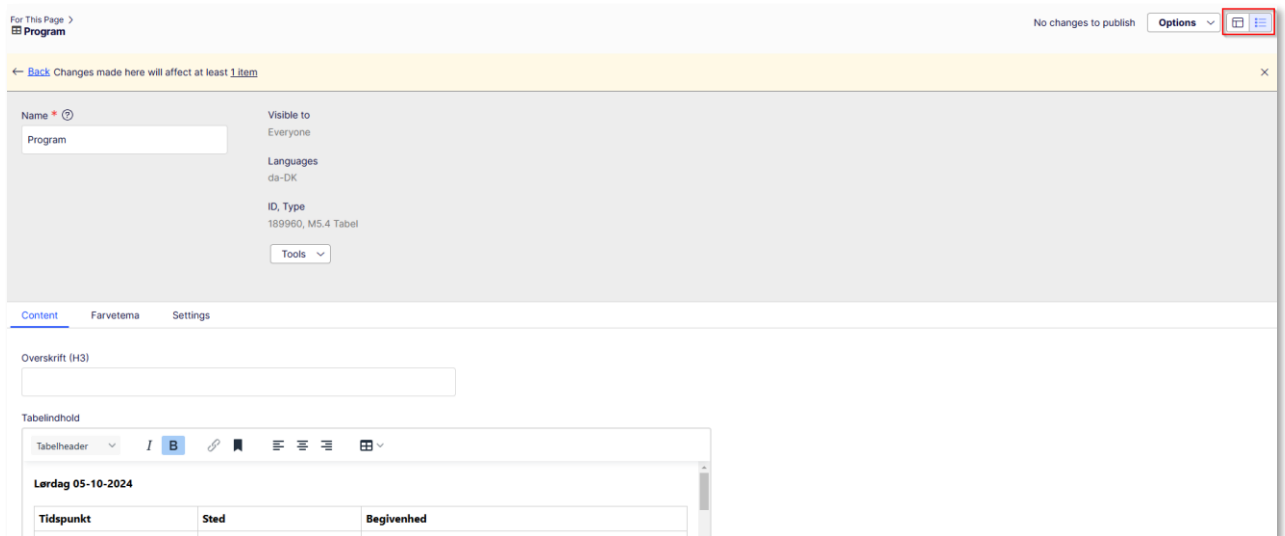 For This Page >
Program
No changes to publish
Options
← Back Changes made here will affect at least 1 item
Name *
Program
Visible to
Everyone
Languages
da-DK
ID, Type
189960, M5.4 Tabel
Tools
Content Farvetema Settings
Overskrift (H3)
Tabelindhold
Tabelheader I B
Lørdag 05-10-2024
Tidspunkt Sted Begivenhed